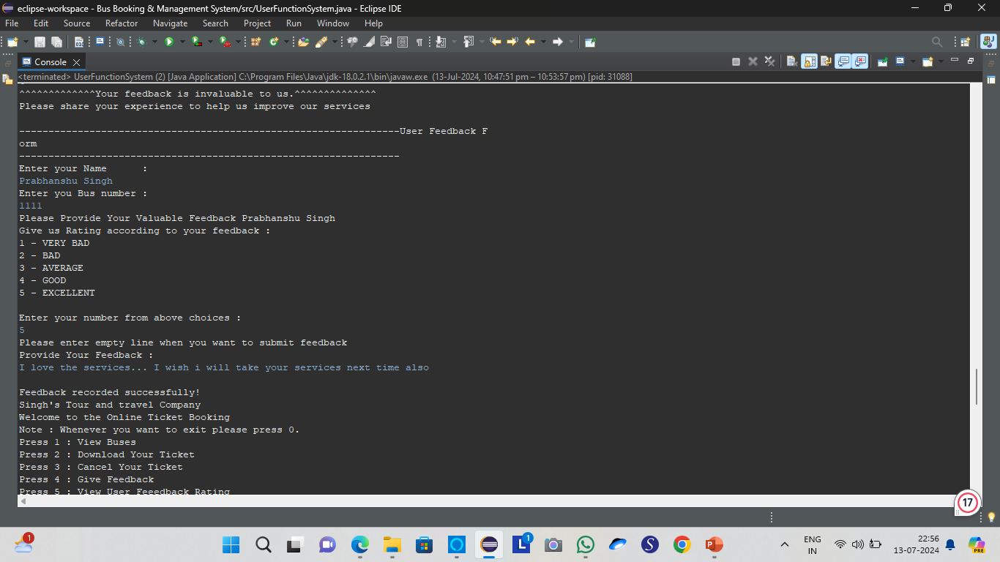 eclipse-workspace - Bus Booking & Management System/src/UserFunctionSystem.java - Eclipse IDE
File Edit Source Refactor Navigate Search Project Run Window Help
Console
<terminated> UserFunctionSystem (2) [Java Application] C:\Program Files\Java\jdk-18.0.2.1\bin\javaw.exe (13-Jul-2024, 10:47:51 pm – 10:53:57 pm) [pid: 31088]
^^^^^^^^^^^^^Your feedback is invaluable to us.^^^^^^^^^^^^^^
Please share your experience to help us improve our services
-----------------------------------------------------------------User Feedback F
orm
-----------------------------------------------------------------
Enter your Name :
Prabhanshu Singh
Enter you Bus number :
1111
Please Provide Your Valuable Feedback Prabhanshu Singh
Give us Rating according to your feedback :
1 - VERY BAD
2 - BAD
3 - AVERAGE
4 - GOOD
5 - EXCELLENT
Enter your number from above choices :
5
Please enter empty line when you want to submit feedback
Provide Your Feedback :
I love the services... I wish i will take your services next time also
Feedback recorded successfully!
Singh's Tour and travel Company
Welcome to the Online Ticket Booking
Note : Whenever you want to exit please press 0.
Press 1 : View Buses
Press 2 : Download Your Ticket
Press 3 : Cancel Your Ticket
Press 4 : Give Feedback
Press 5 : View User Feeedback Rating
17
1
L
1
S
P
ENG
IN
22:56
13-07-2024
PRE